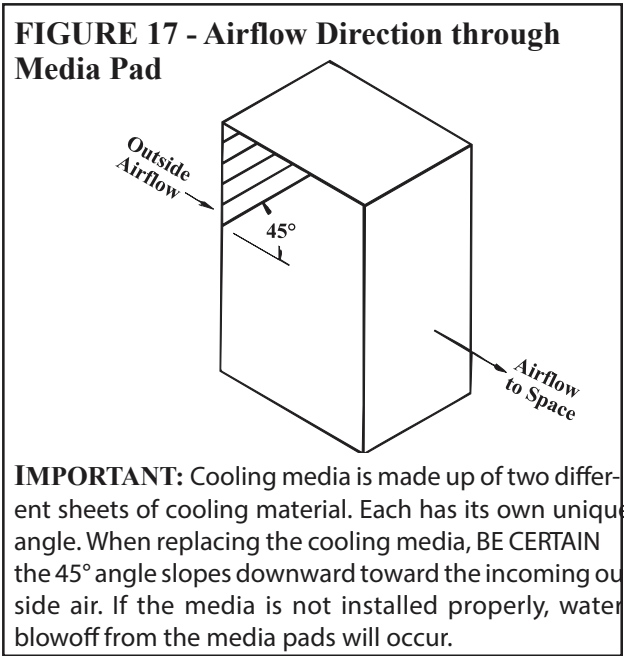 FIGURE 17 - Airflow Direction through
Media Pad
Outside
Airflow
45°
Airflow
to Space
IMPORTANT: Cooling media is made up of two differ-
ent sheets of cooling material. Each has its own unique
angle. When replacing the cooling media, BE CERTAIN
the 45° angle slopes downward toward the incoming
side air. If the media is not installed properly, water
blowoff from the media pads will occur.